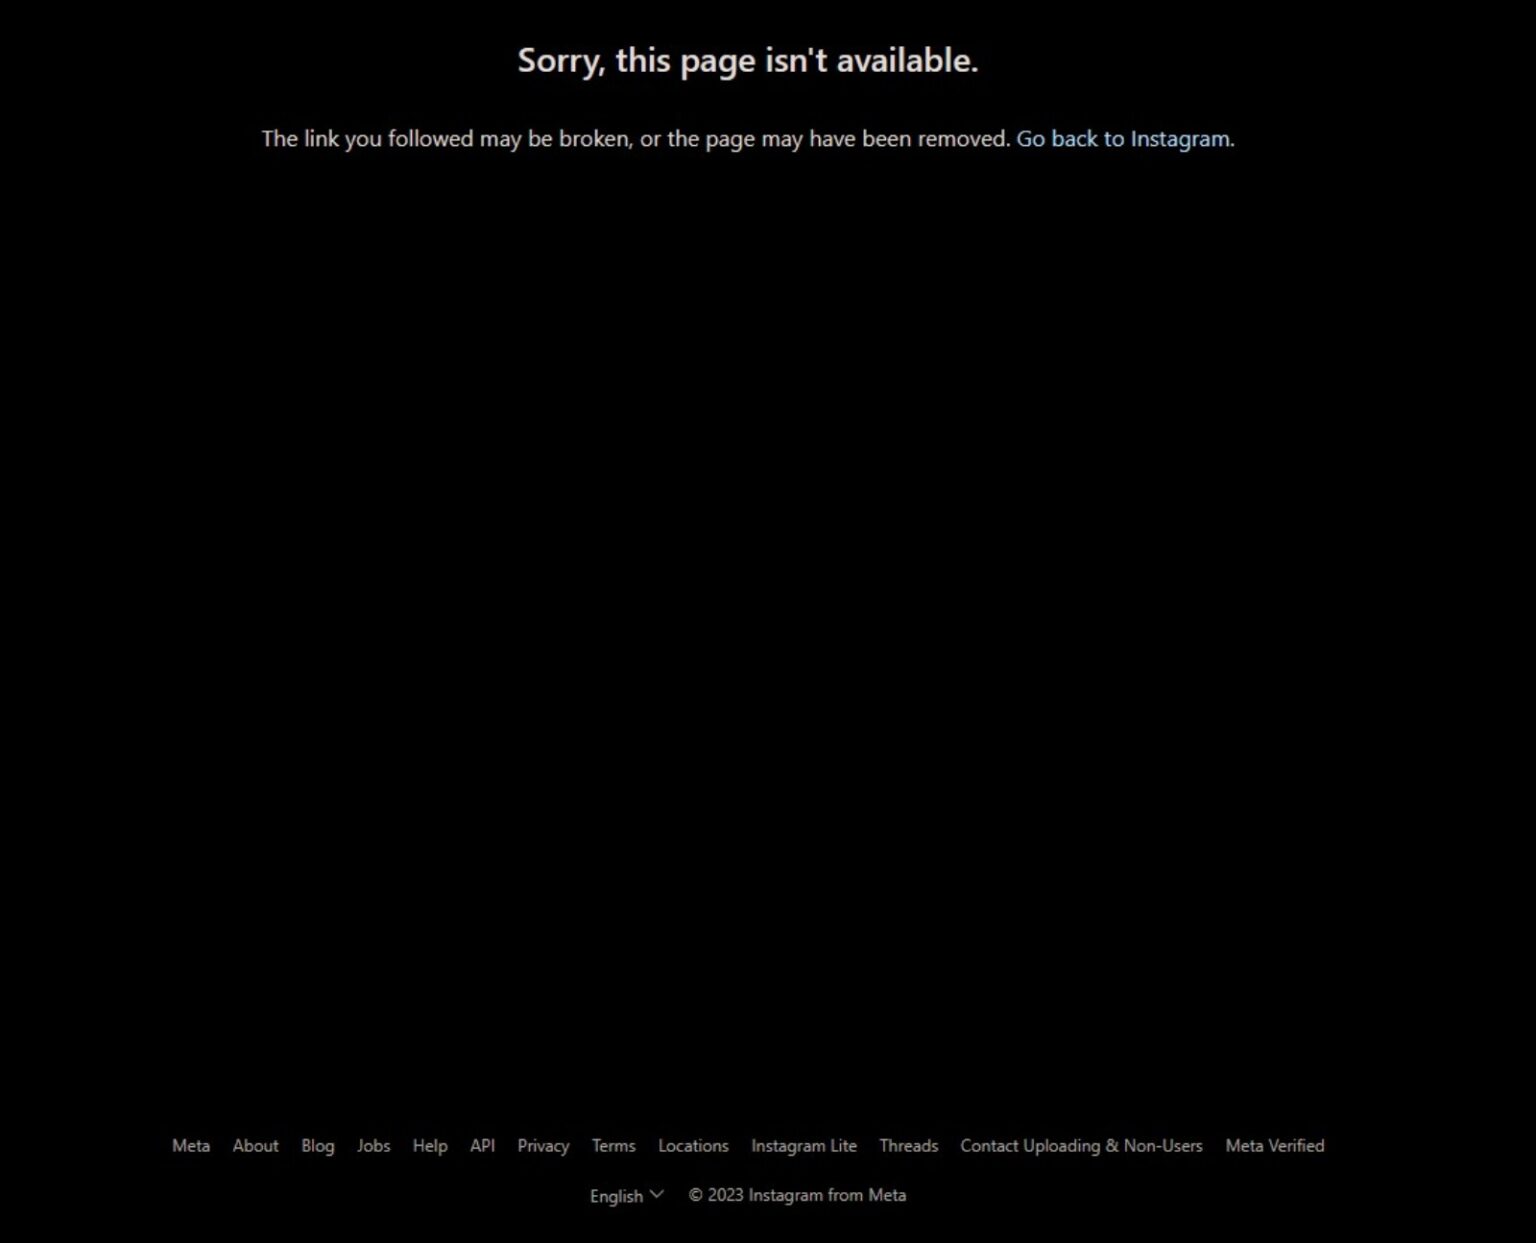 Sorry, this page isn't available.
The link you followed may be broken, or the page may have been removed. Go back to Instagram.
Meta About Blog Jobs Help API Privacy Terms Locations Instagram Lite Threads Contact Uploading & Non-Users Meta Verified
English © 2023 Instagram from Meta